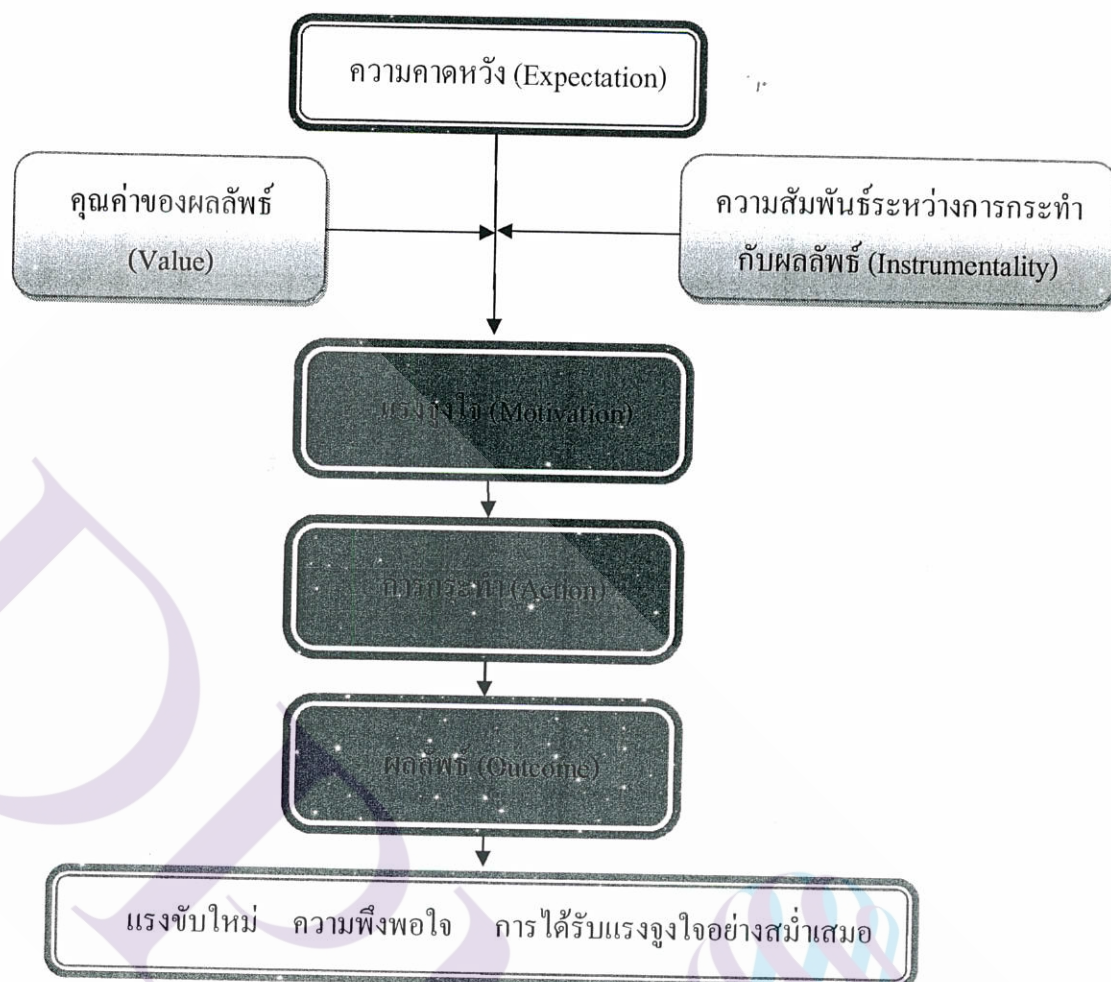 ความคาดหวัง (Expectation)
คุณค่าของผลลัพธ์
(Value)
ความสัมพันธ์ระหว่างการกระทำ
กับผลลัพธ์ (Instrumentality)
แรงจูงใจ (Motivation)
การกระทำ (Action)
ผลลัพธ์ (Outcome)
แรงขับใหม่ ความพึงพอใจ การได้รับแรงจูงใจอย่างสม่ำเสมอ